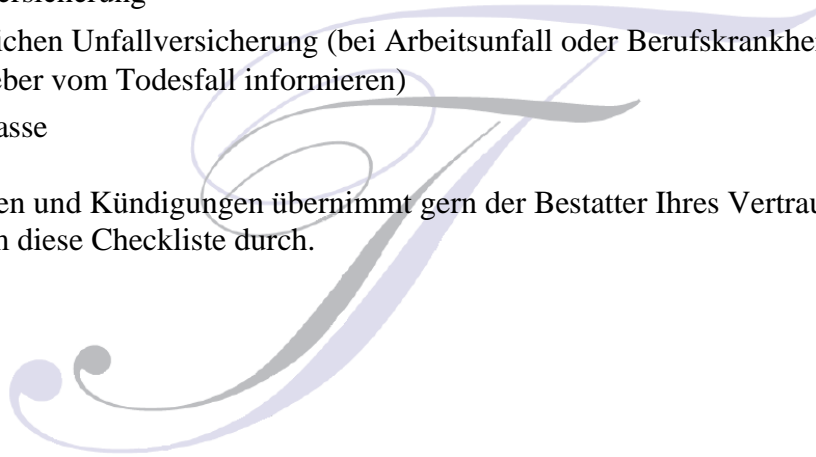 ersicherung
ichen Unfallversicherung (bei Arbeitsunfall oder Berufskrankhei
eber vom Todesfall informieren)
asse
en und Kündigungen übernimmt gern der Bestatter Ihres Vertrau
n diese Checkliste durch.